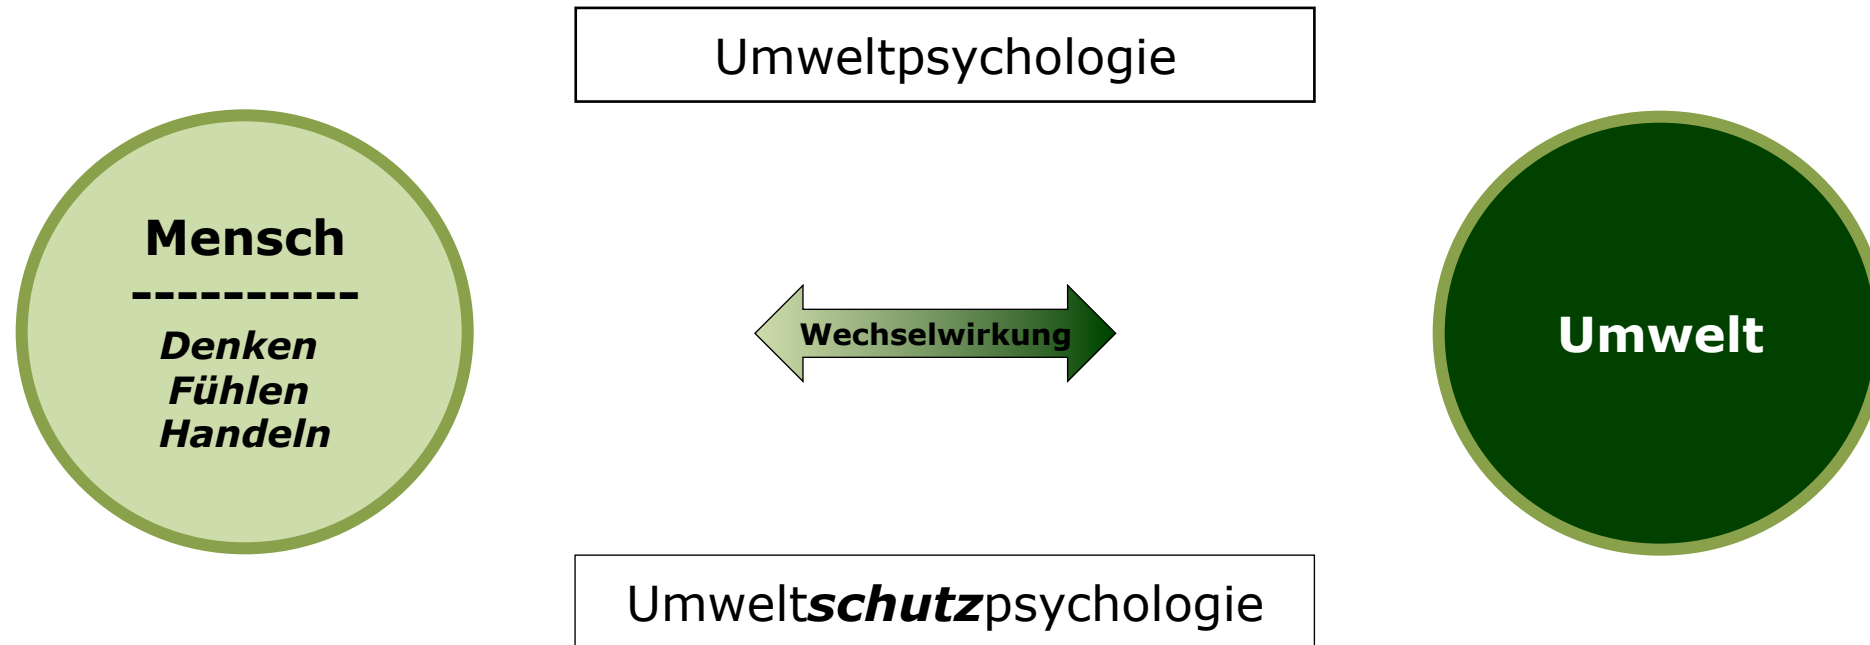 Umweltpsychologie
Mensch
----------
Denken
Fühlen
Handeln
Wechselwirkung
Umwelt
Umweltschutzpsychologie